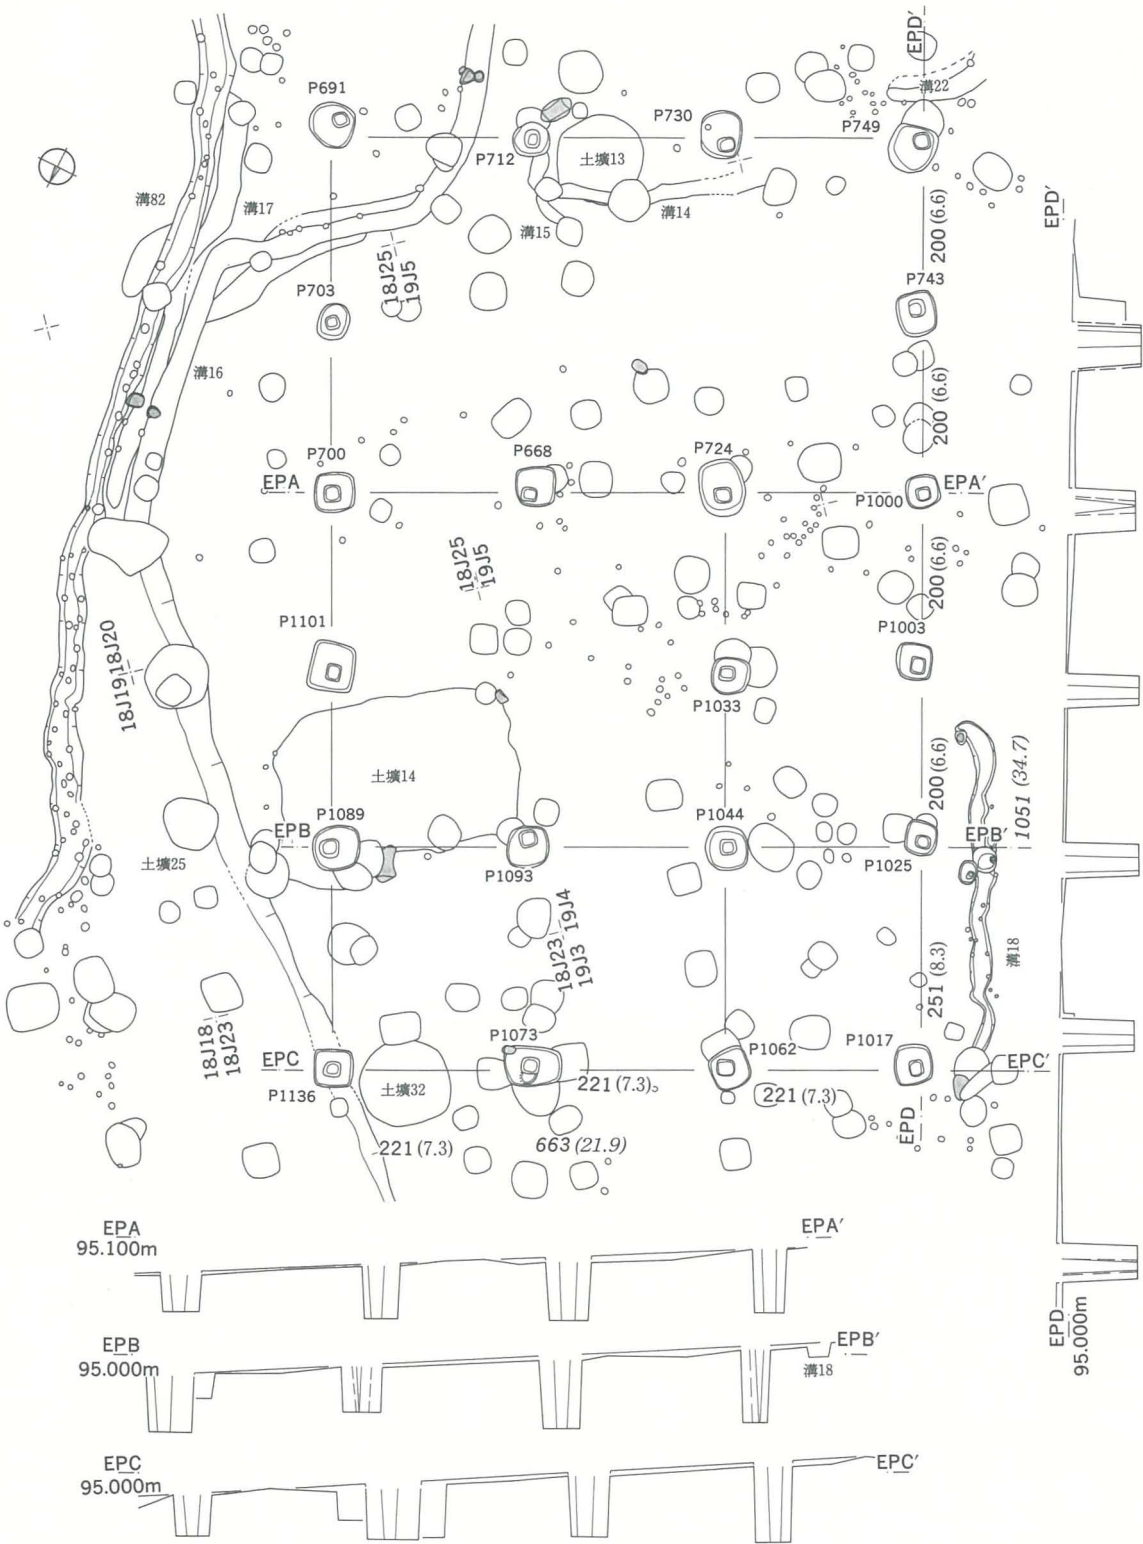 EPD′
P691
P730
P749
溝22
P712
土壙13
溝82
溝17
溝15
溝14
200 (6.6)
EPD′
18J25
19J5
P703
P743
溝16
200 (6.6)
P700
P668
P724
EPA
P1000
EPA′
18J25
19J5
200 (6.6)
P1101
P1003
18J19
18J20
P1033
土壙14
200 (6.6)
1051 (34.7)
P1089
P1044
EPB
EPB′
P1093
P1025
土壙25
18J23
19J4
19J3
251 (8.3)
溝18
18J18
18J23
P1073
P1062
P1017
EPC
EPC′
P1136
土壙32
221 (7.3)
221 (7.3)
EPD
221 (7.3)
663 (21.9)
EPA
95.100m
EPA′
EPB
95.000m
EPB′
溝18
EPD
95.000m
EPC
95.000m
EPC′